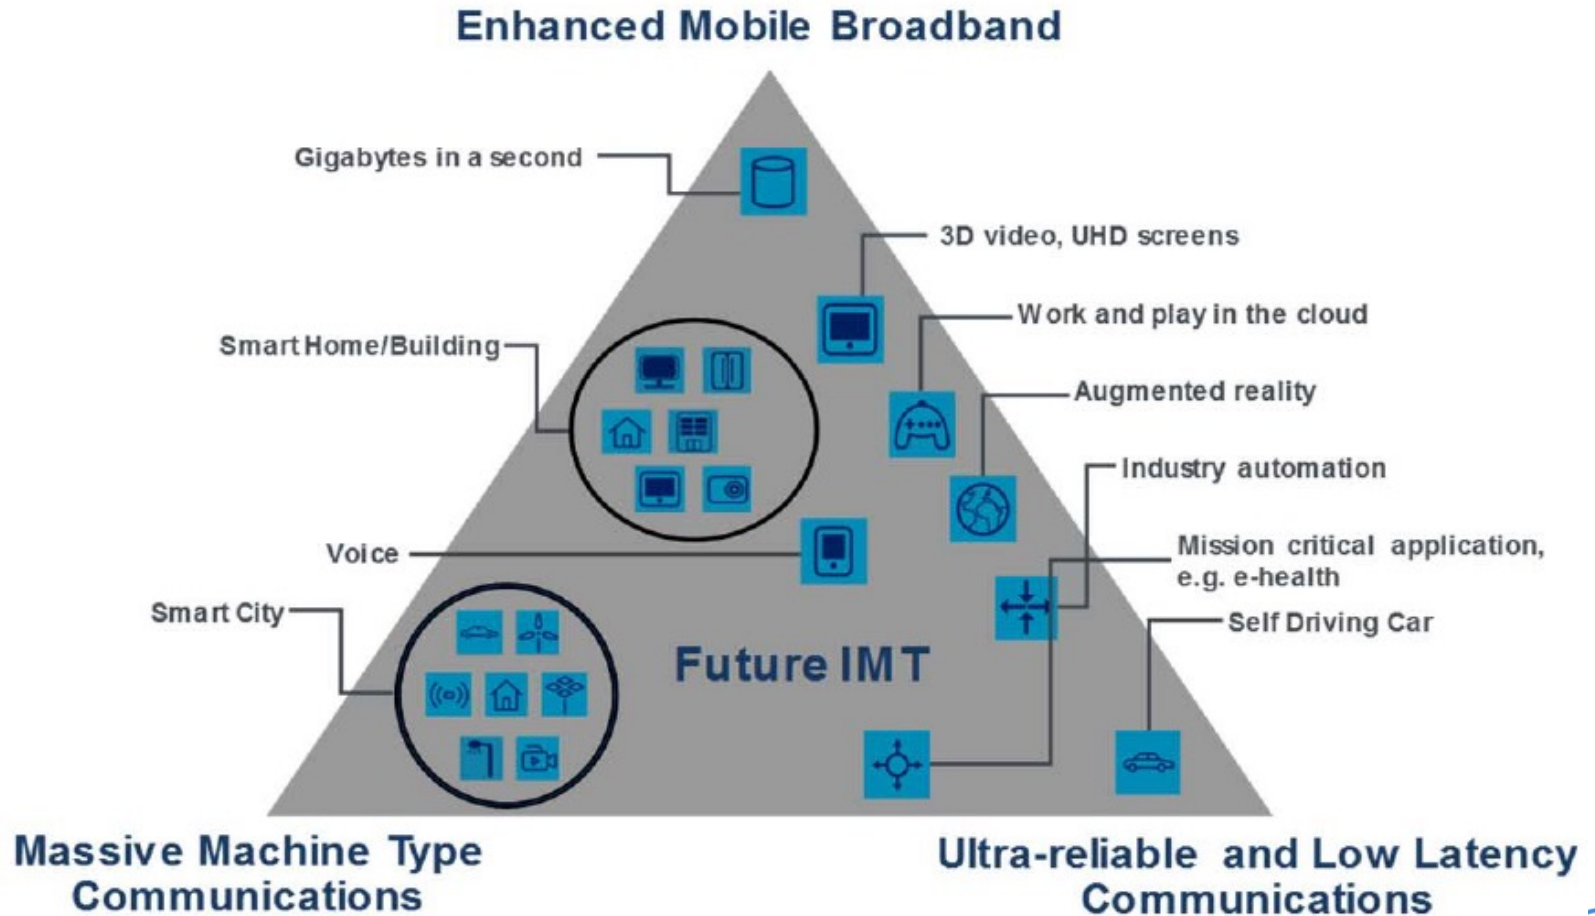 Enhanced Mobile Broadband
Gigabytes in a second
3D video, UHD screens
Work and play in the cloud
Smart Home/Building
Augmented reality
Industry automation
Voice
Mission critical application,
e.g. e-health
Smart City
Self Driving Car
Future IMT
Massive Machine Type
Communications
Ultra-reliable and Low Latency
Communications